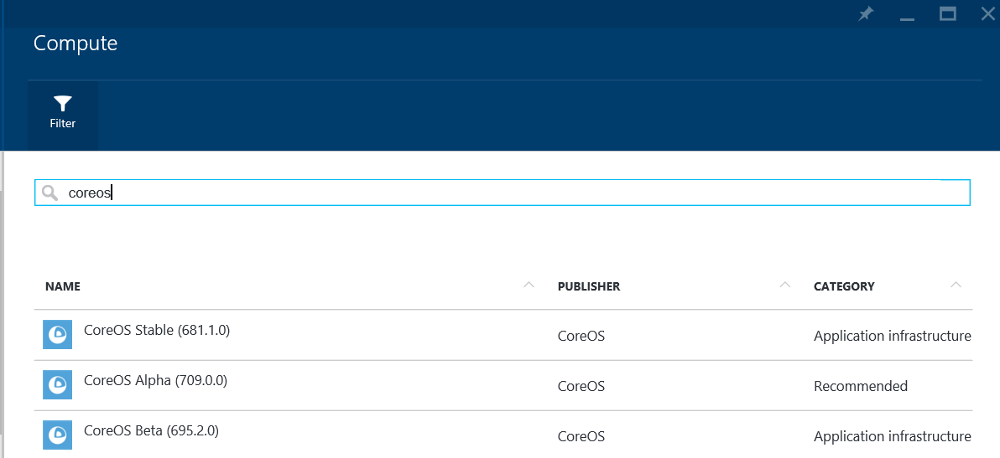 Compute
Filter
coreos
NAME PUBLISHER CATEGORY
CoreOS Stable (681.1.0) CoreOS Application infrastructure
CoreOS Alpha (709.0.0) CoreOS Recommended
CoreOS Beta (695.2.0) CoreOS Application infrastructure